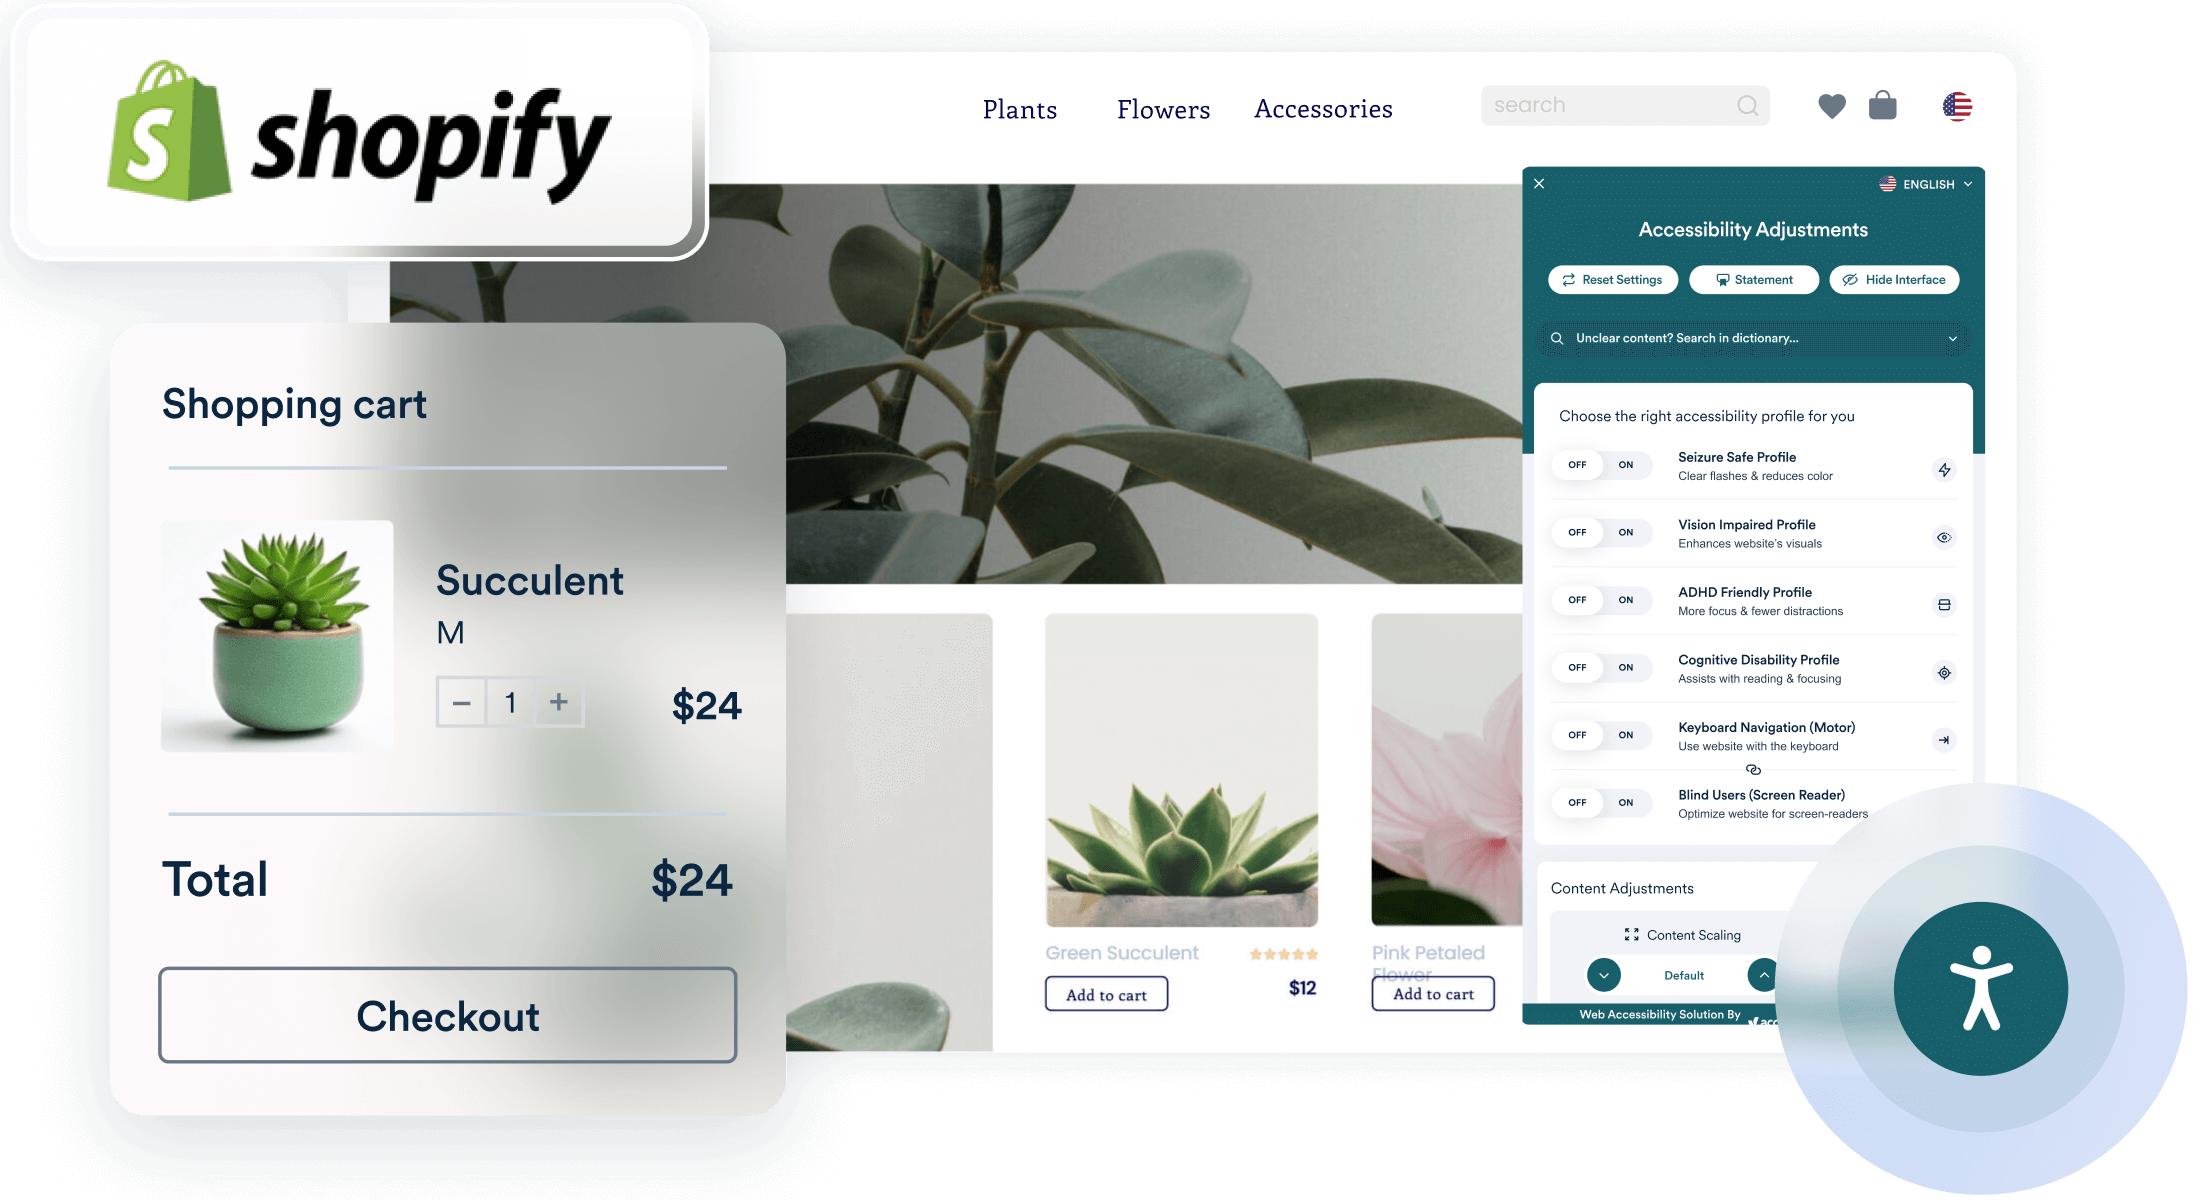 shopify
Plants
Flowers
Accessories
search
ENGLISH
Accessibility Adjustments
Reset Settings
Statement
Hide Interface
Unclear content? Search in dictionary...
Choose the right accessibility profile for you
OFF ON
Seizure Safe Profile
Clear flashes & reduces color
OFF ON
Vision Impaired Profile
Enhances website's visuals
OFF ON
ADHD Friendly Profile
More focus & fewer distractions
OFF ON
Cognitive Disability Profile
Assists with reading & focusing
OFF ON
Keyboard Navigation (Motor)
Use website with the keyboard
OFF ON
Blind Users (Screen Reader)
Optimize website for screen-readers
Content Adjustments
Content Scaling
Default
Web Accessibility Solution By
Shopping cart
Succulent
M
1
$24
Total
$24
Checkout
Green Succulent
$12
Add to cart
Pink Petaled
Flower
Add to cart